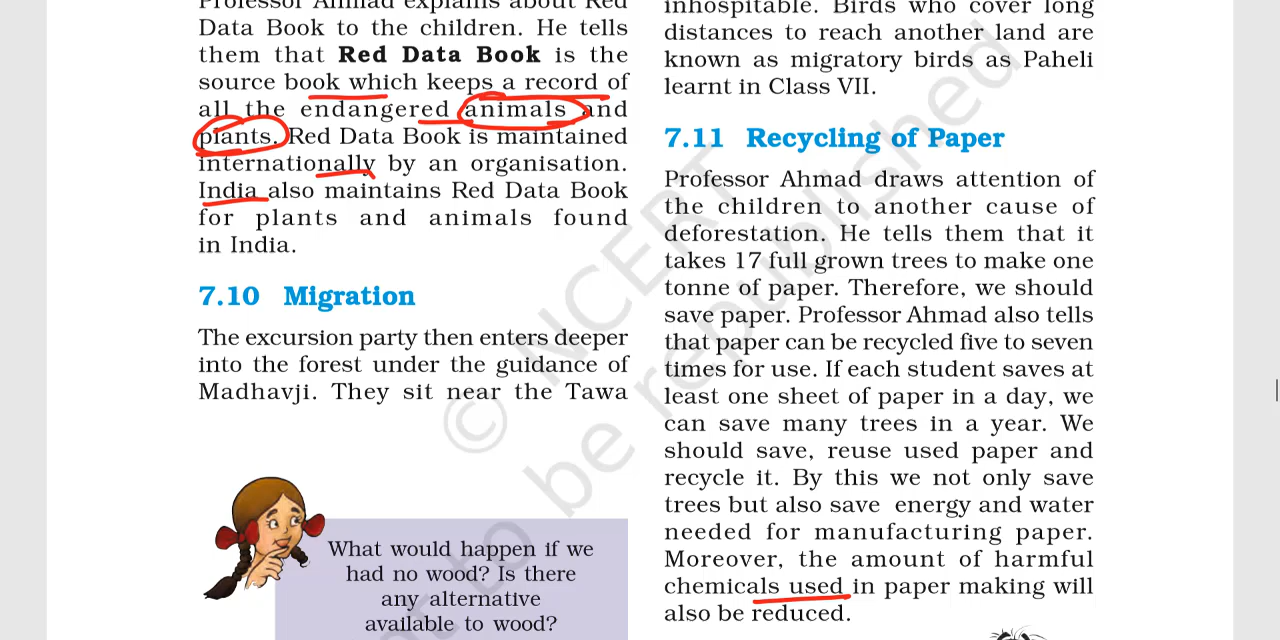 Professor Ahmad explains about Red
Data Book to the children. He tells
them that Red Data Book is the
source book which keeps a record of
all the endangered animals and
plants. Red Data Book is maintained
internationally by an organisation.
India also maintains Red Data Book
for plants and animals found
in India.
7.10 Migration
The excursion party then enters deeper
into the forest under the guidance of
Madhavji. They sit near the Tawa
What would happen if we
had no wood? Is there
any alternative
available to wood?
inhospitable. Birds who cover long
distances to reach another land are
known as migratory birds as Paheli
learnt in Class VII.
7.11 Recycling of Paper
Professor Ahmad draws attention of
the children to another cause of
deforestation. He tells them that it
takes 17 full grown trees to make one
tonne of paper. Therefore, we should
save paper. Professor Ahmad also tells
that paper can be recycled five to seven
times for use. If each student saves at
least one sheet of paper in a day, we
can save many trees in a year. We
should save, reuse used paper and
recycle it. By this we not only save
trees but also save energy and water
needed for manufacturing paper.
Moreover, the amount of harmful
chemicals used in paper making will
also be reduced.
© NCERT
not to be republished